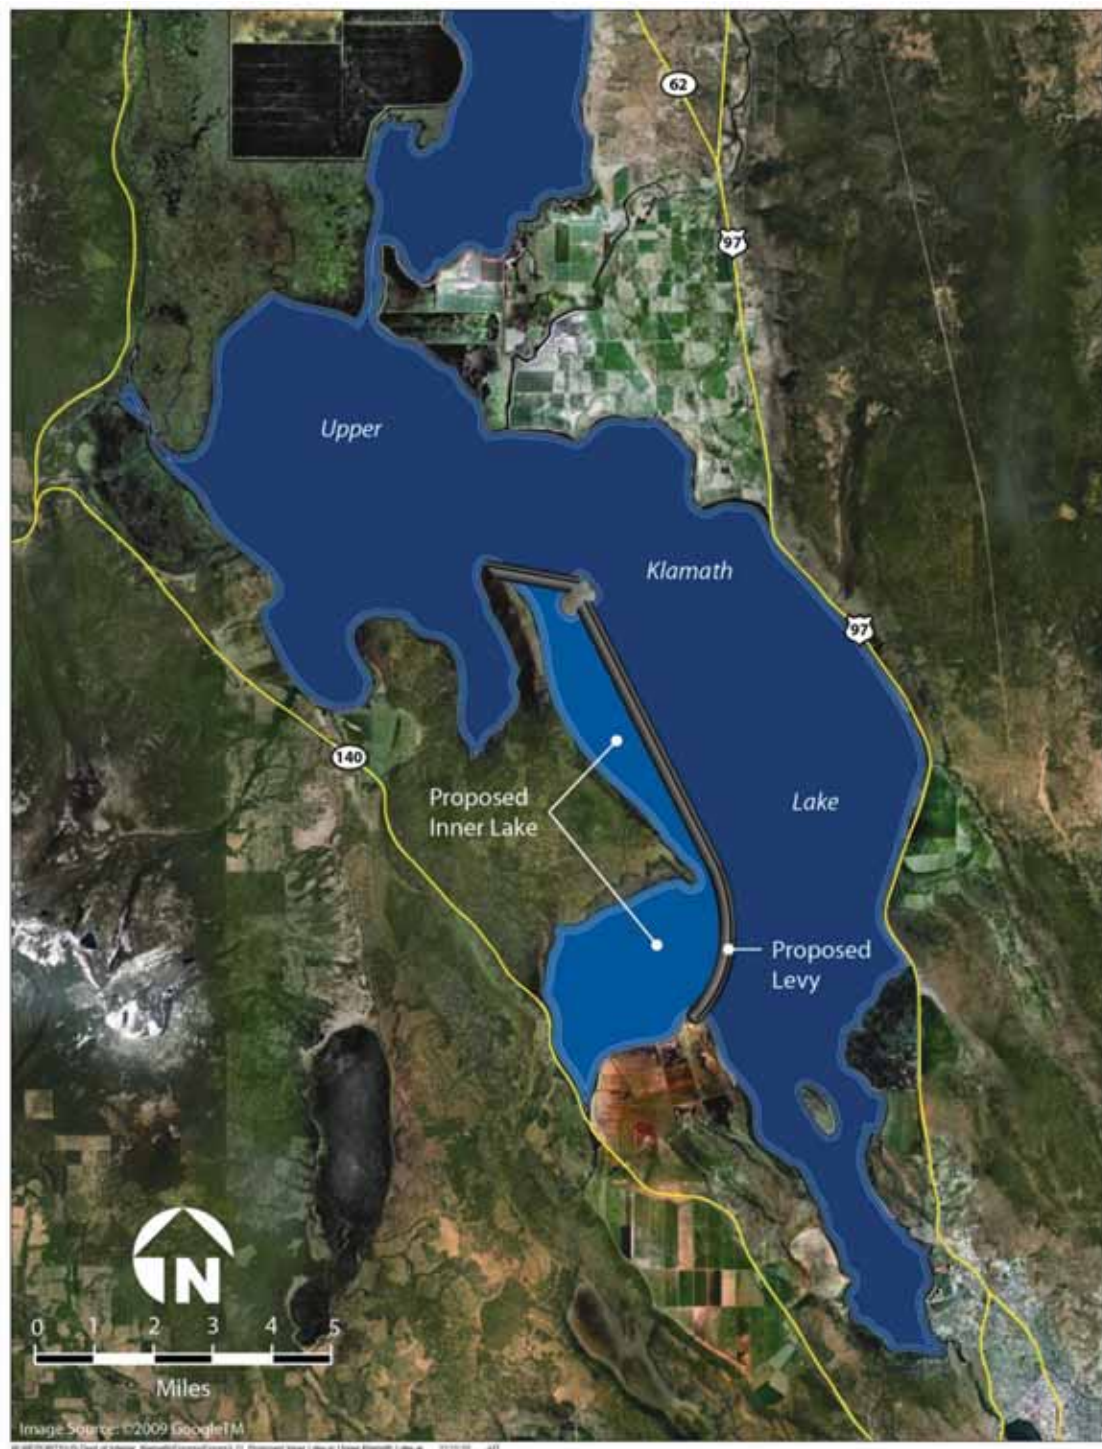 62
97
Upper
Klamath
97
140
Proposed
Inner Lake
Lake
Proposed
Levy
N
0 1 2 3 4 5
Miles
Image Source: ©2009 GoogleTM